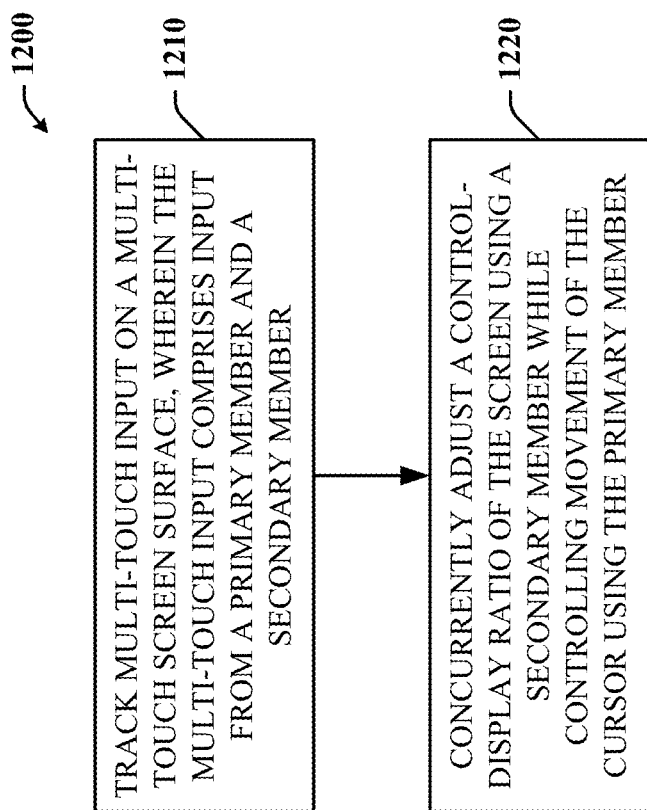 1200
1210
TRACK MULTI-TOUCH INPUT ON A MULTI-
TOUCH SCREEN SURFACE, WHEREIN THE
MULTI-TOUCH INPUT COMPRISES INPUT
FROM A PRIMARY MEMBER AND A
SECONDARY MEMBER
1220
CONCURRENTLY ADJUST A CONTROL-
DISPLAY RATIO OF THE SCREEN USING A
SECONDARY MEMBER WHILE
CONTROLLING MOVEMENT OF THE
CURSOR USING THE PRIMARY MEMBER